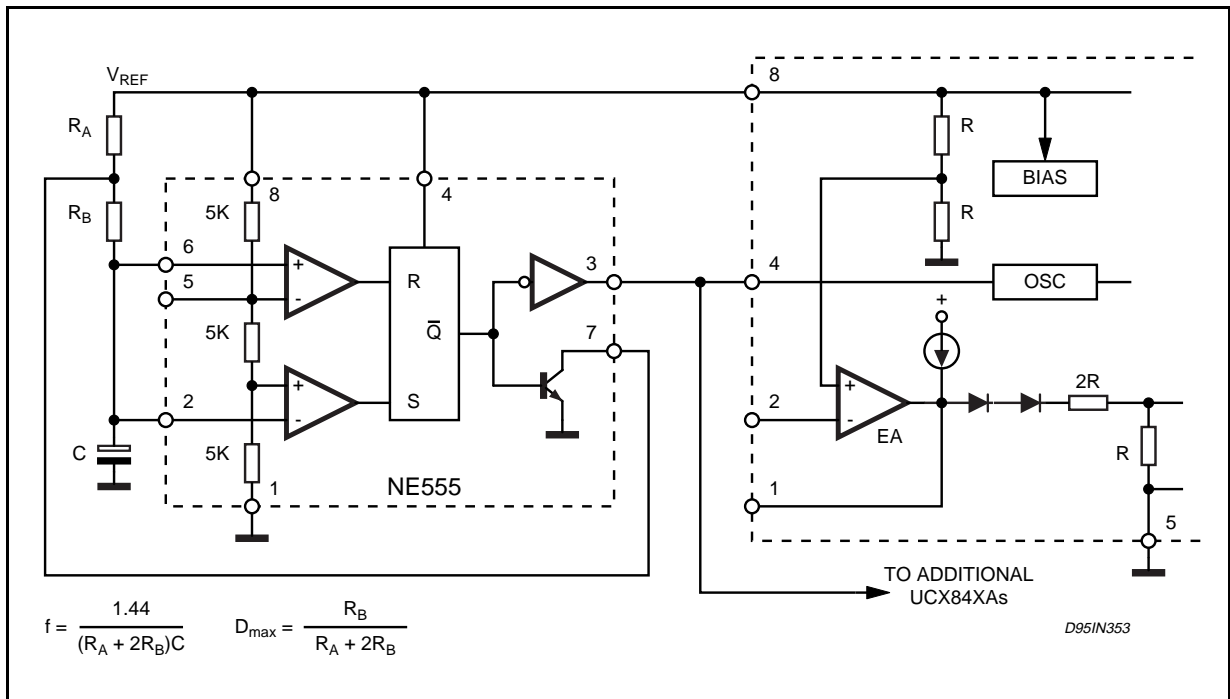 V_REF
8
R_A
R
8
4
BIAS
R_B
5K
R
6
+
3
4
5
-
R
OSC
5K
Q̅
7
+
+
2R
2
S
2
+
-
-
EA
C
5K
R
1
1
NE555
5
TO ADDITIONAL
UCX84XAs
f = 1.44 / (R_A + 2R_B)C
D_max = R_B / R_A + 2R_B
D95IN353